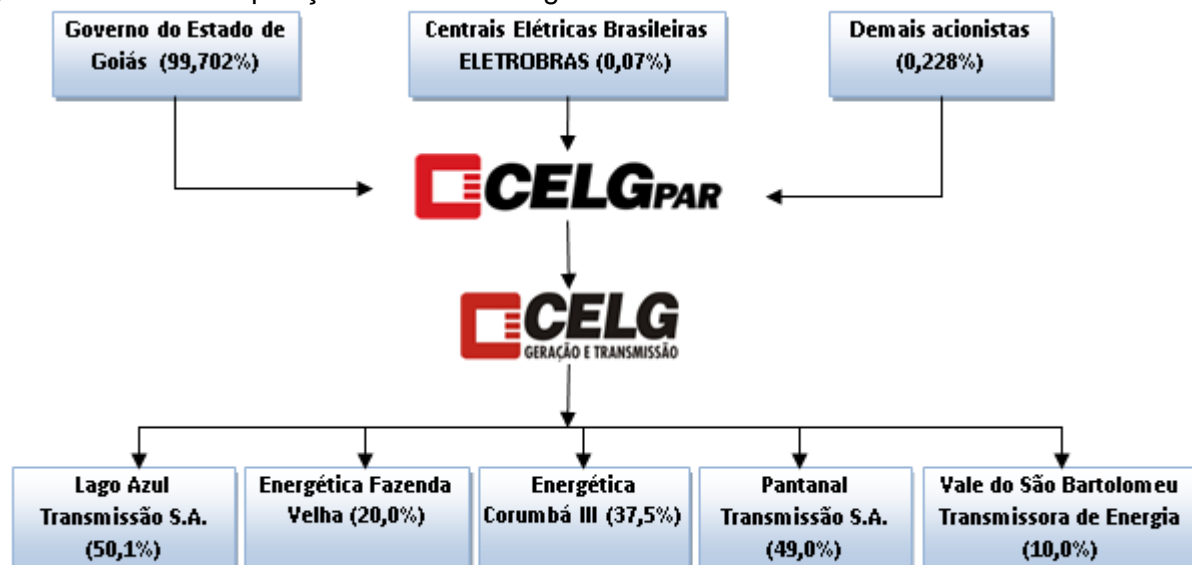 Governo do Estado de
Goiás (99,702%)
Centrais Elétricas Brasileiras
ELETROBRAS (0,07%)
Demais acionistas
(0,228%)
CELGPAR
CELG
GERAÇÃO E TRANSMISSÃO
Lago Azul
Transmissão S.A.
(50,1%)
Energética Fazenda
Velha (20,0%)
Energética
Corumbá III (37,5%)
Pantanal
Transmissão S.A.
(49,0%)
Vale do São Bartolomeu
Transmissora de Energia
(10,0%)